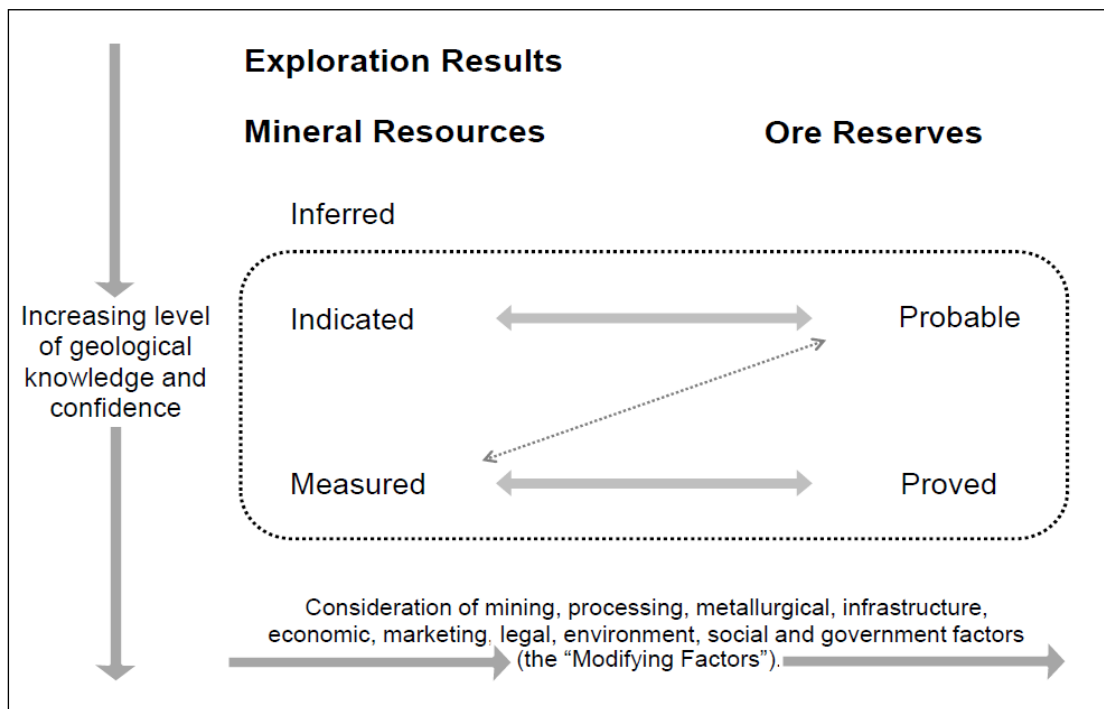 Exploration Results
Mineral Resources
Ore Reserves
Inferred
Indicated
Probable
Increasing level
of geological
knowledge and
confidence
Measured
Proved
Consideration of mining, processing, metallurgical, infrastructure,
economic, marketing, legal, environment, social and government factors
(the “Modifying Factors”).